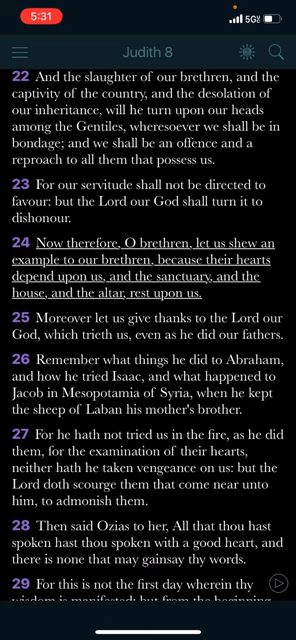 5:31
5G
Judith 8
22 And the slaughter of our brethren, and the
captivity of the country, and the desolation
of our inheritance, will he turn upon our heads
among the Gentiles, wheresoever we shall be in
bondage; and we shall be an offence and a
reproach to all them that possess us.
23 For our servitude shall not be directed to
favour: but the Lord our God shall turn it to
dishonour.
24 Now therefore, O brethren, let us shew an
example to our brethren, because their hearts
depend upon us, and the sanctuary, and the
house, and the altar, rest upon us.
25 Moreover let us give thanks to the Lord our
God, which trieth us, even as he did our fathers.
26 Remember what things he did to Abraham,
and how he tried Isaac, and what happened to
Jacob in Mesopotamia of Syria, when he kept
the sheep of Laban his mother's brother.
27 For he hath not tried us in the fire, as he did
them, for the examination of their hearts,
neither hath he taken vengeance on us: but the
Lord doth scourge them that come near unto
him, to admonish them.
28 Then said Ozias to her, All that thou hast
spoken hast thou spoken with a good heart, and
there is none that may gainsay thy words.
29 For this is not the first day wherein thy
wisdom is manifested; but from the beginning